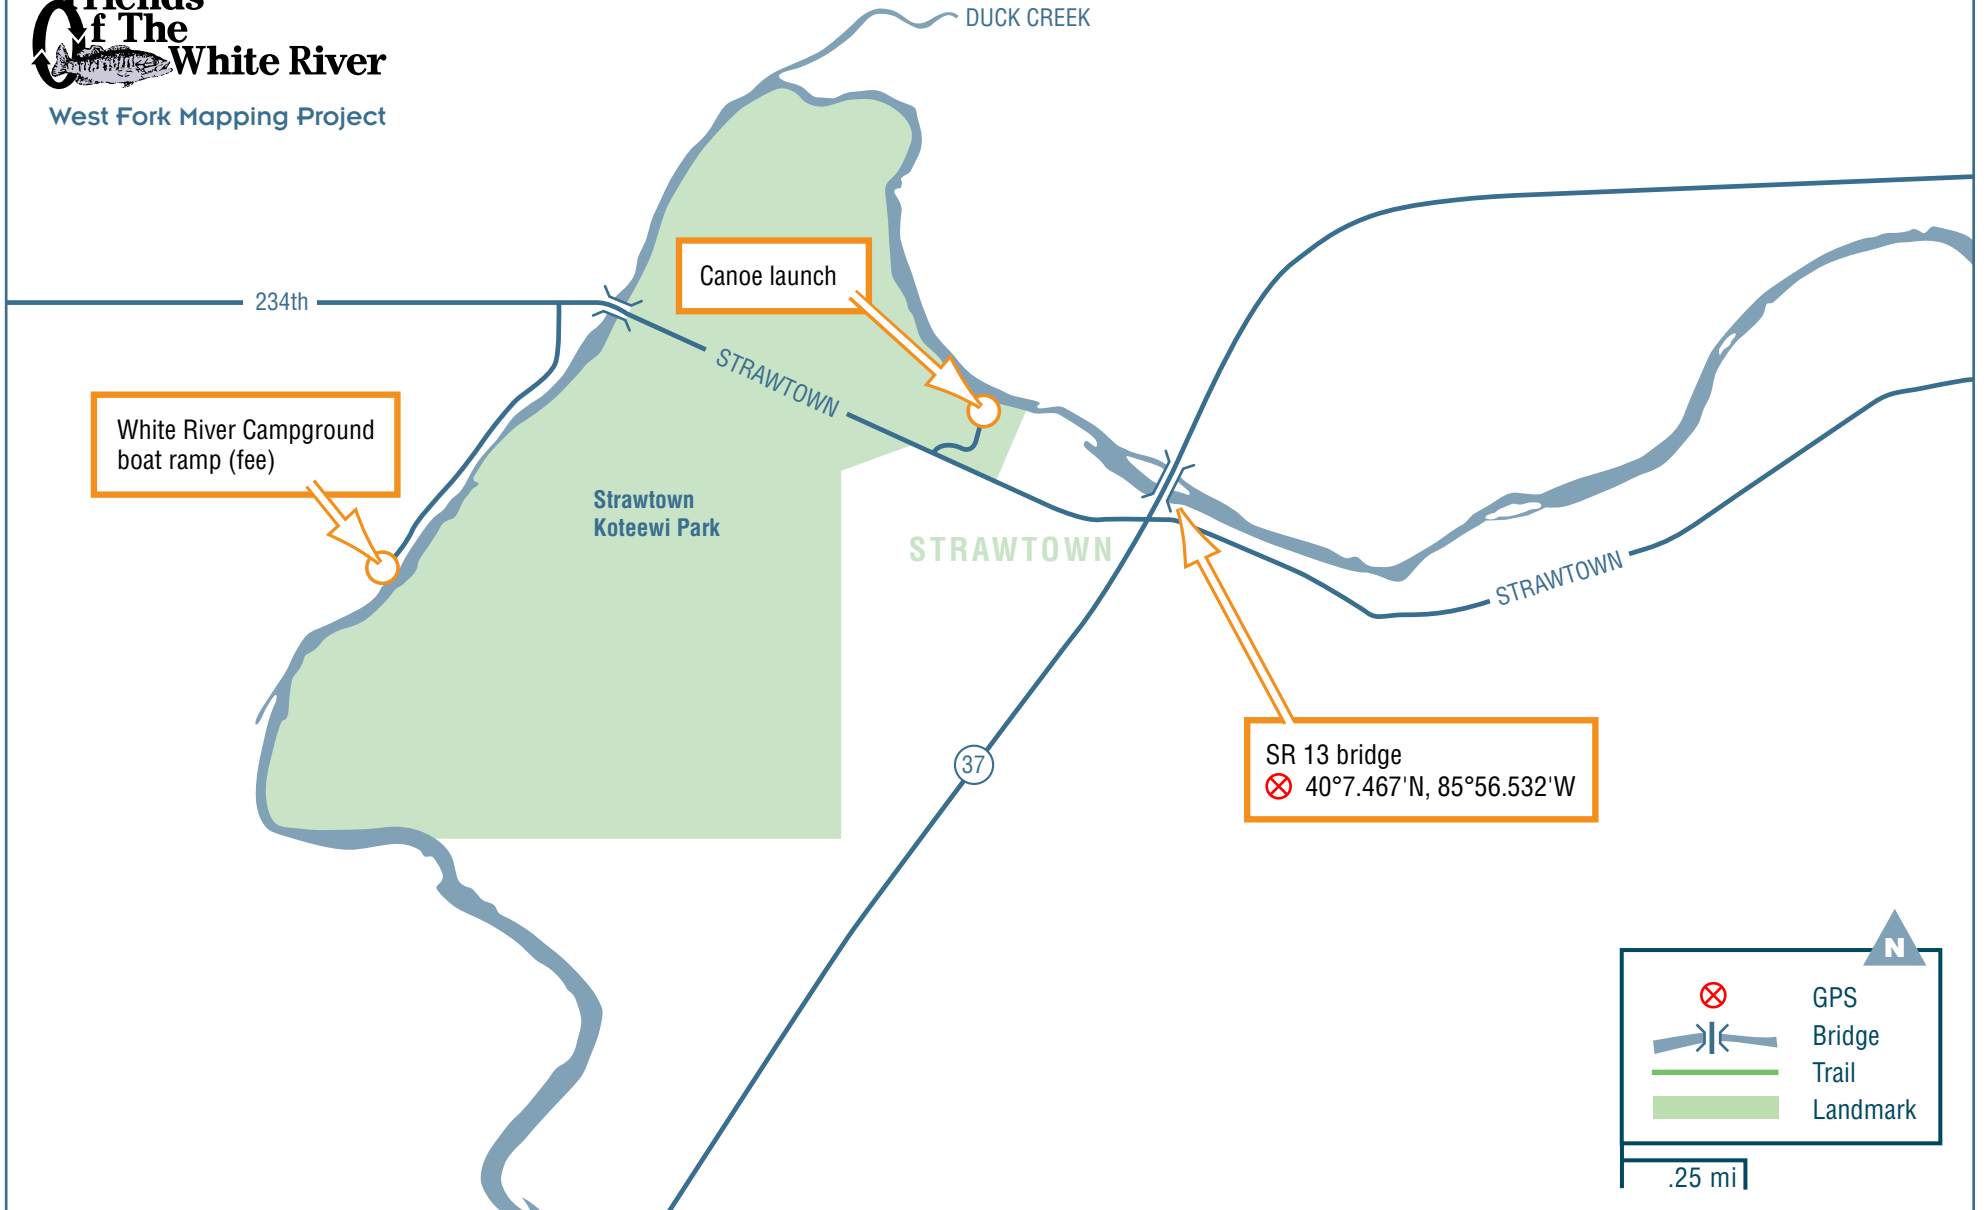 Friends
Of The
White River
West Fork Mapping Project
DUCK CREEK
Canoe launch
234th
STRAWTOWN
White River Campground
boat ramp (fee)
Strawtown
Koteewi Park
STRAWTOWN
STRAWTOWN
37
SR 13 bridge
40°7.467'N, 85°56.532'W
N
GPS
Bridge
Trail
Landmark
.25 mi